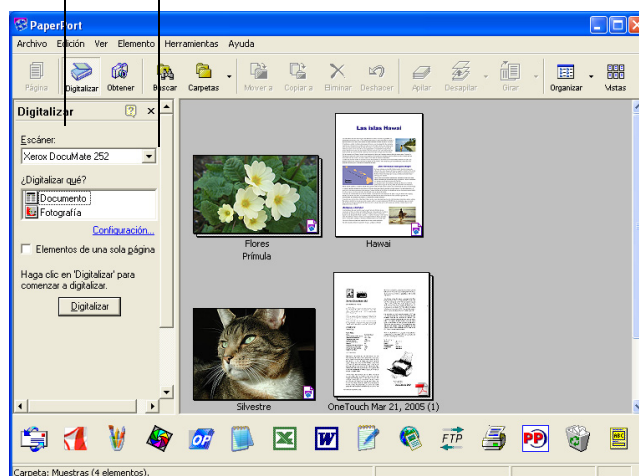 PaperPort
Archivo Edición Ver Elemento Herramientas Ayuda
Página Digitalizar Obtener Buscar Carpetas Mover a Copiar a Eliminar Deshacer Apilar Desapilar Girar Organizar Vistas
Digitalizar
Escáner:
Xerox DocuMate 252
¿Digitalizar qué?
Documento
Fotografía
Configuración...
Elementos de una sola página
Haga clic en 'Digitalizar' para
comenzar a digitalizar.
Digitalizar
Las Islas Hawai
Flores
Prímula
Hawai
Silvestre
OneTouch Mar 21, 2005 (1)
OP
W
FTP
PP
ABC
Carpeta: Muestras (4 elementos).